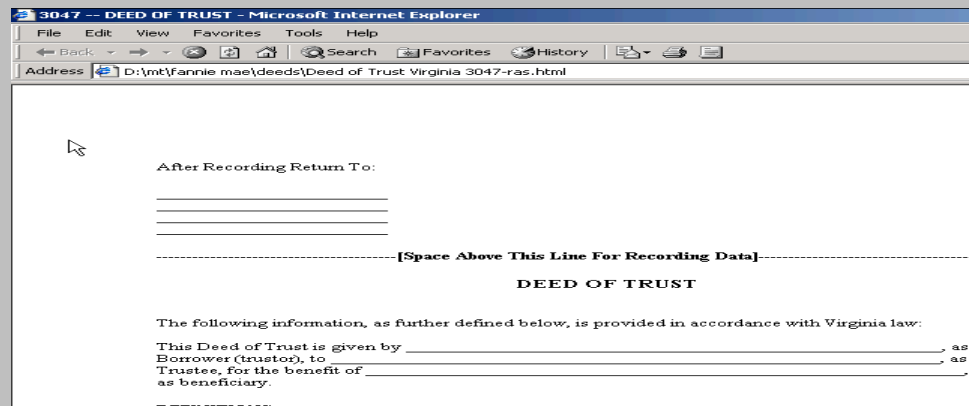 3047 -- DEED OF TRUST - Microsoft Internet Explorer
File Edit View Favorites Tools Help
Back Search Favorites History
Address D:\mt\fannie mae\deeds\Deed of Trust Virginia 3047-ras.html
After Recording Return To:
[Space Above This Line For Recording Data]
DEED OF TRUST
The following information, as further defined below, is provided in accordance with Virginia law:
This Deed of Trust is given by , as
Borrower (trustor), to , as
Trustee, for the benefit of ,
as beneficiary.